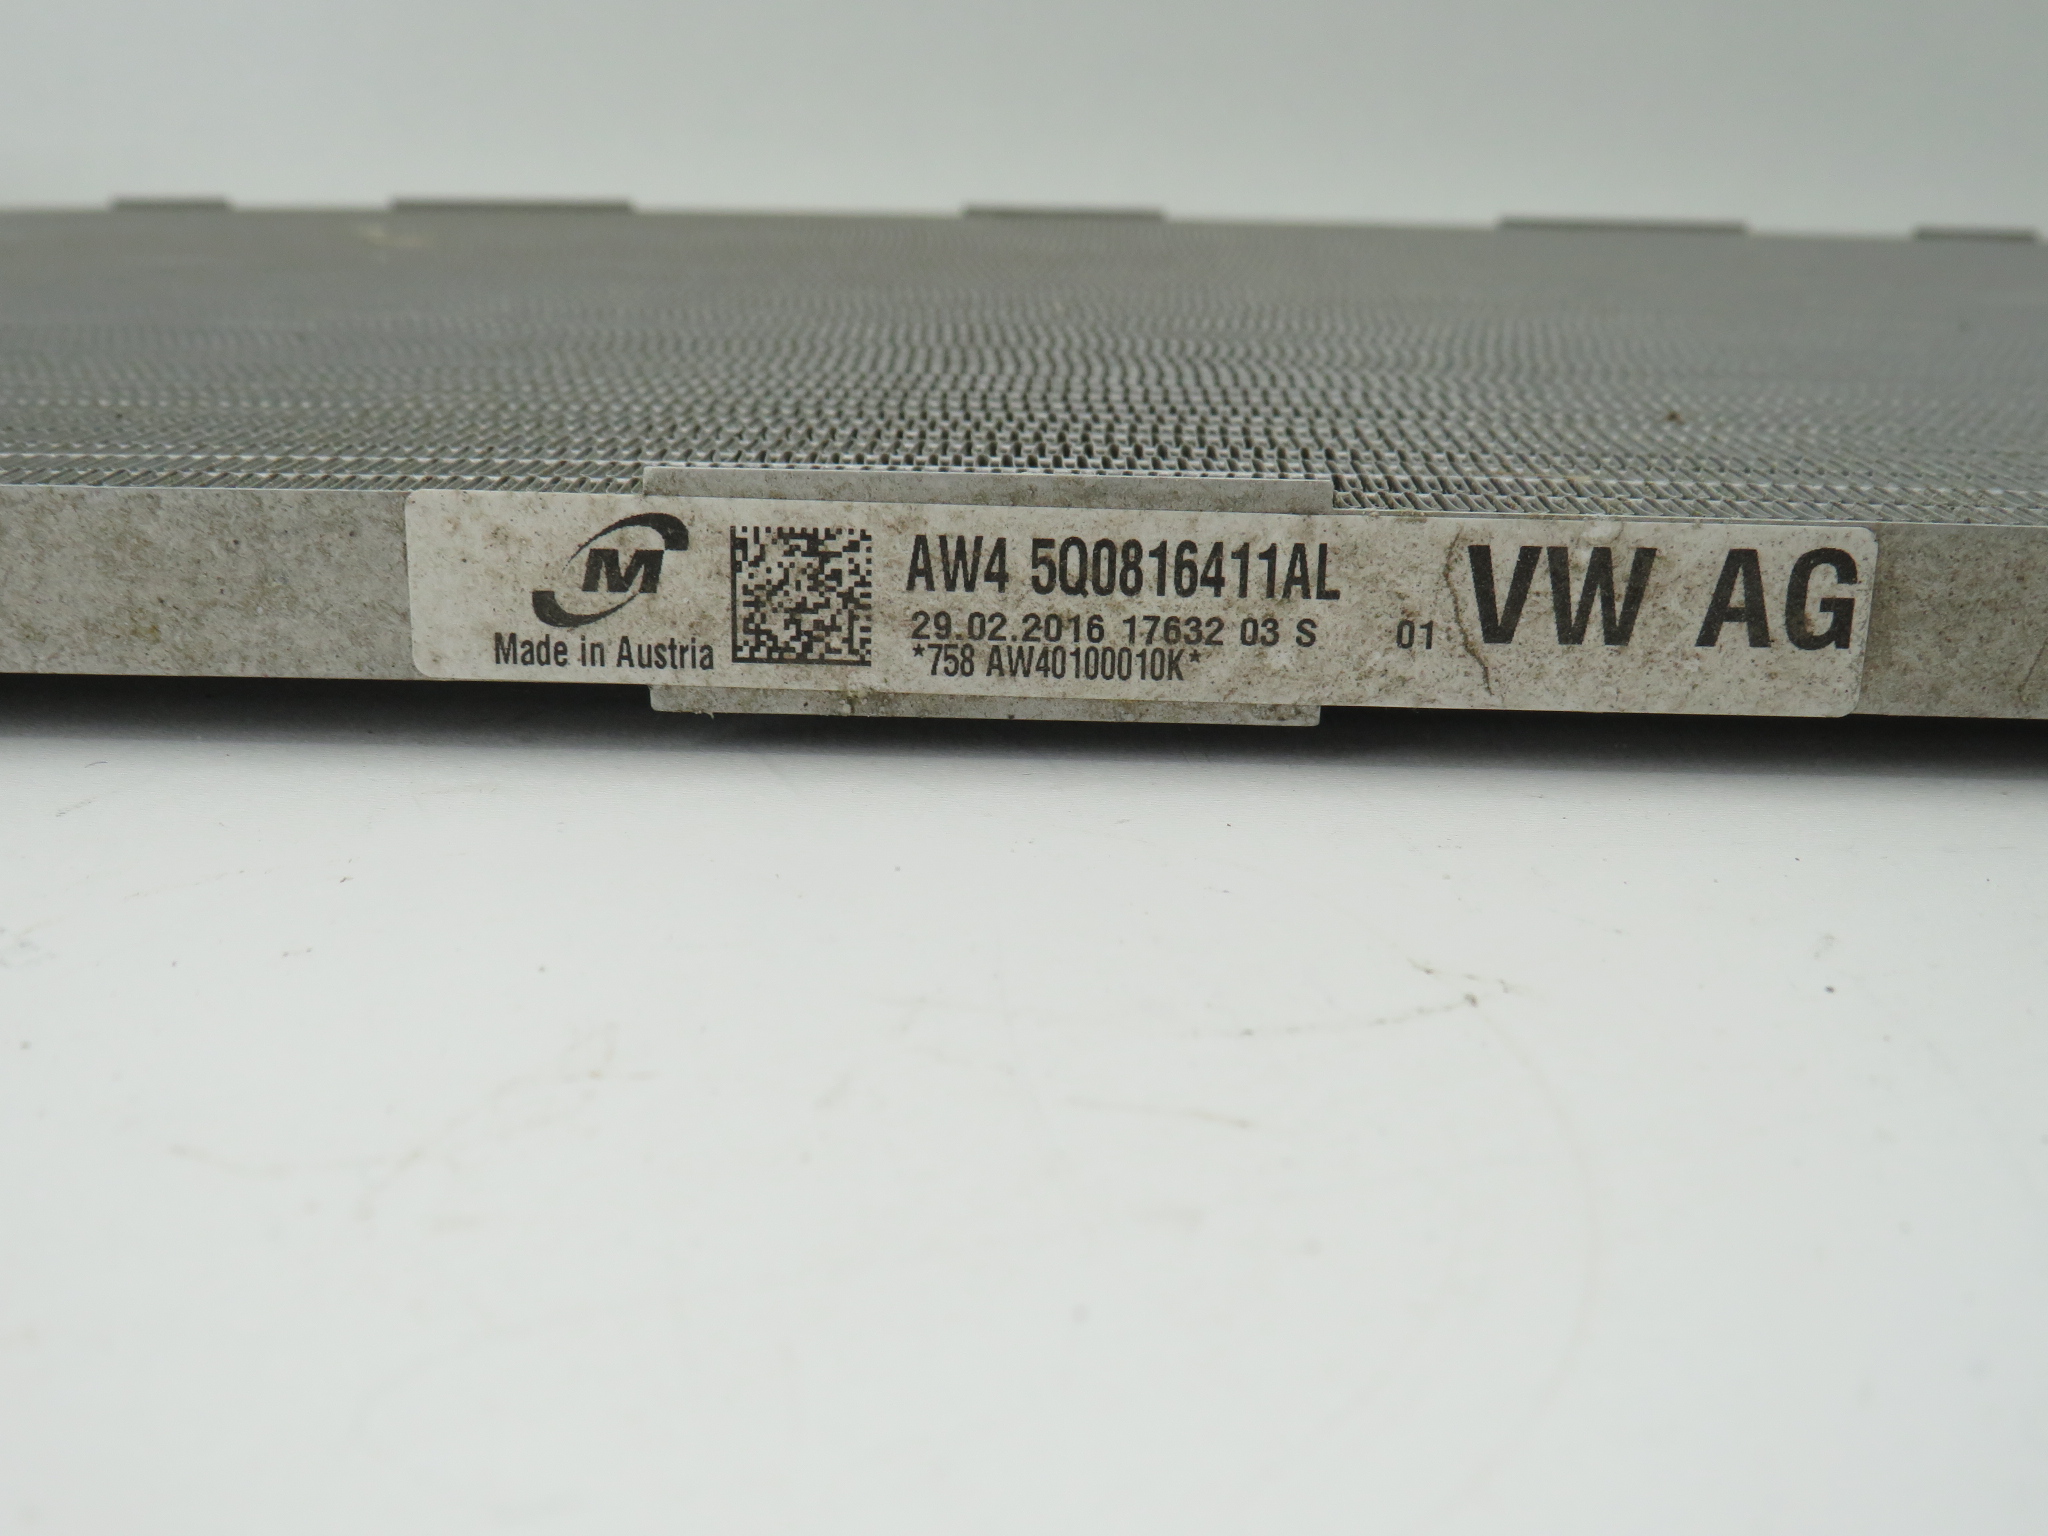 M
Made in Austria
AW4 5Q0816411AL
29.02.2016 17632 03 S 01
*758 AW40100010K*
VW AG